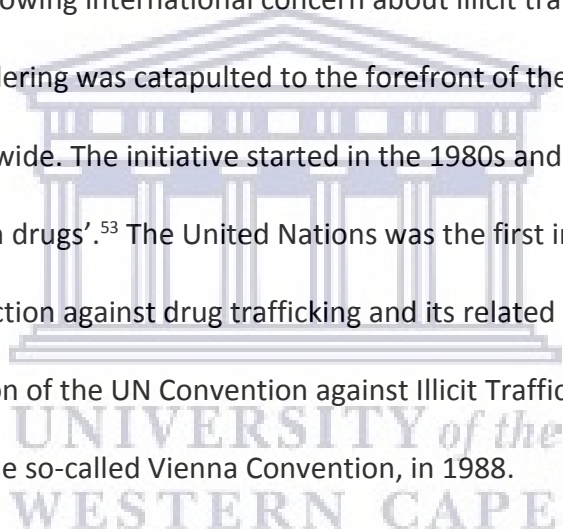 owing international concern about illicit tra
dering was catapulted to the forefront of the
wide. The initiative started in the 1980s and
n drugs’.53 The United Nations was the first in
ction against drug trafficking and its related
on of the UN Convention against Illicit Traffic
UNIVERSITY of the
e so-called Vienna Convention, in 1988.
WESTERN CAPE